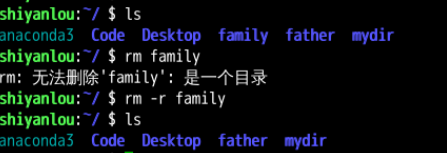 shiyanlou:~/ $ ls
anaconda3 Code Desktop family father mydir
shiyanlou:~/ $ rm family
rm: 无法删除'family': 是一个目录
shiyanlou:~/ $ rm -r family
shiyanlou:~/ $ ls
anaconda3 Code Desktop father mydir